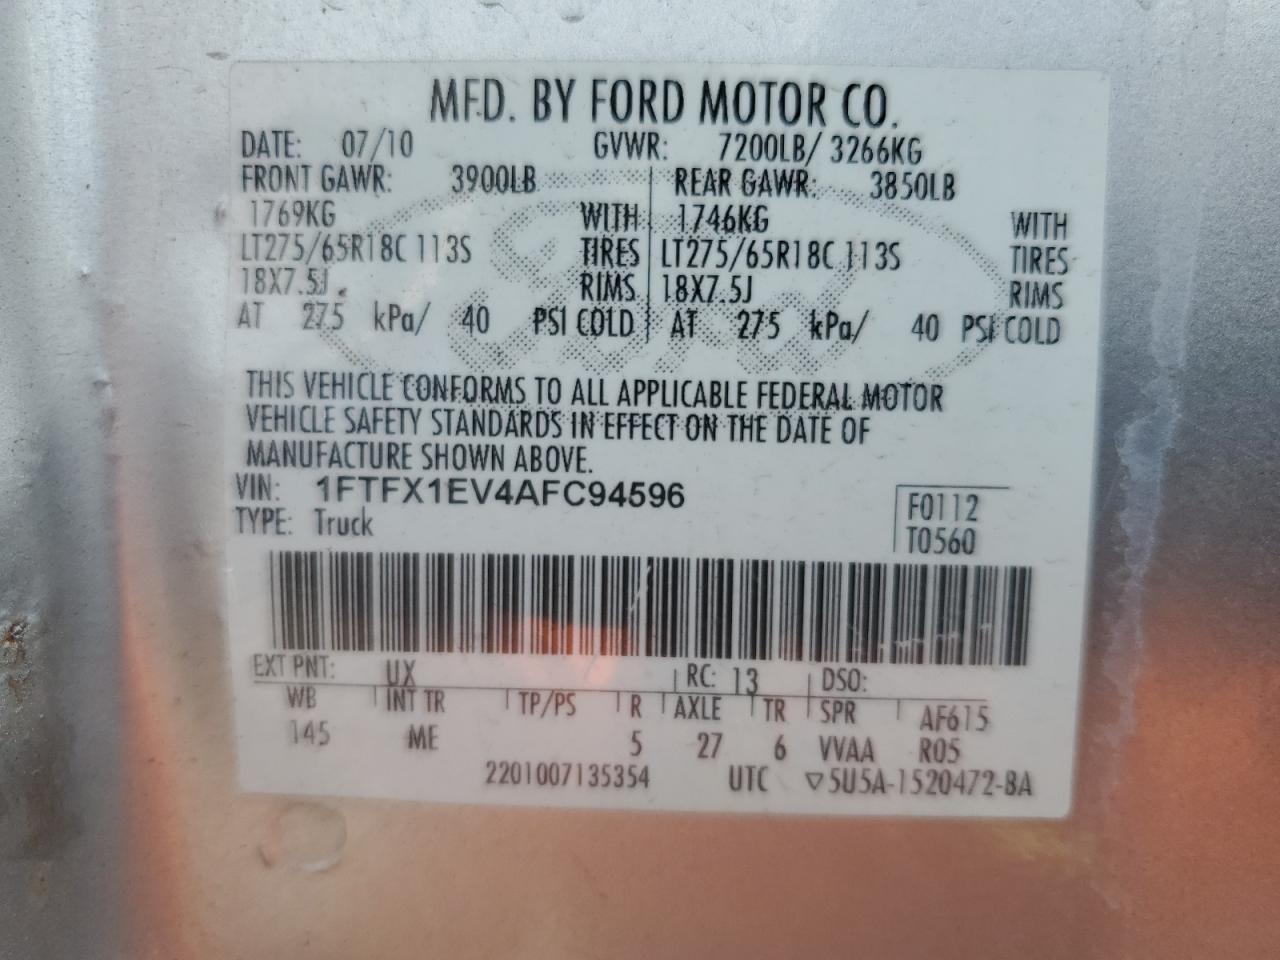 MFD. BY FORD MOTOR CO.
DATE: 07/10 GVWR: 7200LB/ 3266KG
FRONT GAWR: 3900LB REAR GAWR: 3850LB
1769KG WITH 1746KG WITH
LT275/65R18C 113S TIRES LT275/65R18C 113S TIRES
18X7.5J RIMS 18X7.5J RIMS
AT 275 kPa/ 40 PSI COLD AT 275 kPa/ 40 PSI COLD
THIS VEHICLE CONFORMS TO ALL APPLICABLE FEDERAL MOTOR
VEHICLE SAFETY STANDARDS IN EFFECT ON THE DATE OF
MANUFACTURE SHOWN ABOVE.
VIN: 1FTFX1EV4AFC94596
TYPE: Truck
F0112
T0560
EXT PNT: UX RC: 13 DSO:
WB INT TR TP/PS R AXLE TR SPR AF615
145 ME 5 27 6 VVAA R05
2201007135354 UTC ▽5U5A-1520472-BA
Ford